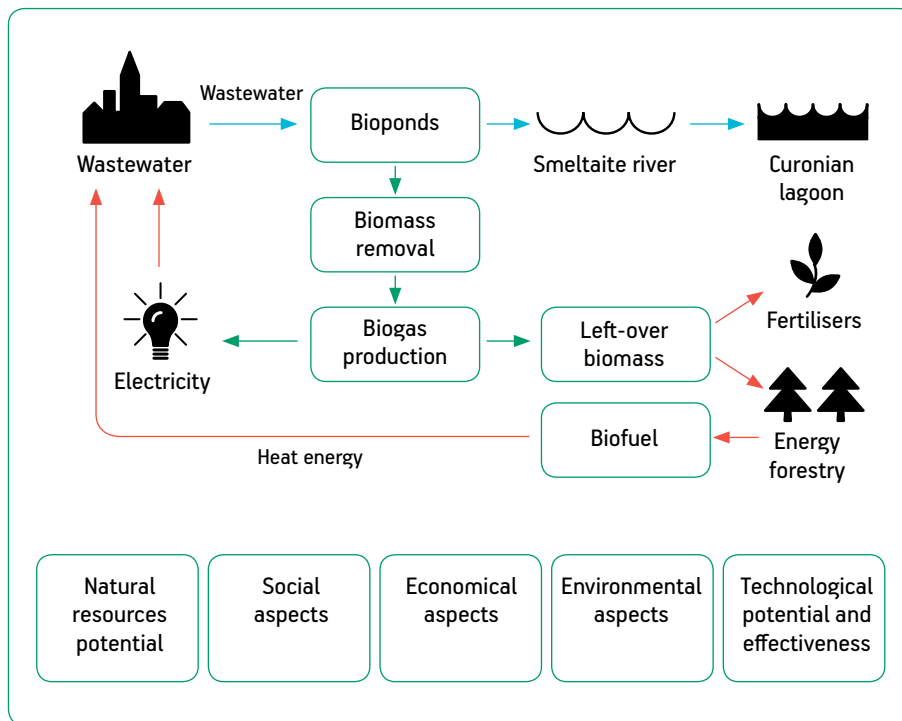 Wastewater
Bioponds
Wastewater
Smeltaite river
Curonian
lagoon
Biomass
removal
Biogas
production
Left-over
biomass
Fertilisers
Electricity
Biofuel
Energy
forestry
Heat energy
Natural
resources
potential
Social
aspects
Economical
aspects
Environmental
aspects
Technological
potential and
effectiveness